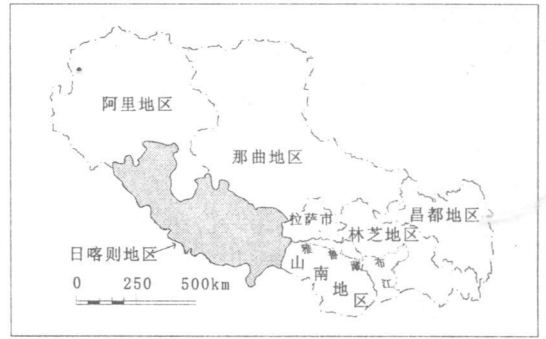 阿里地区
那曲地区
拉萨市
昌都地区
林芝地区
日喀则地区
雅鲁藏布江
山南地区
0 250 500km